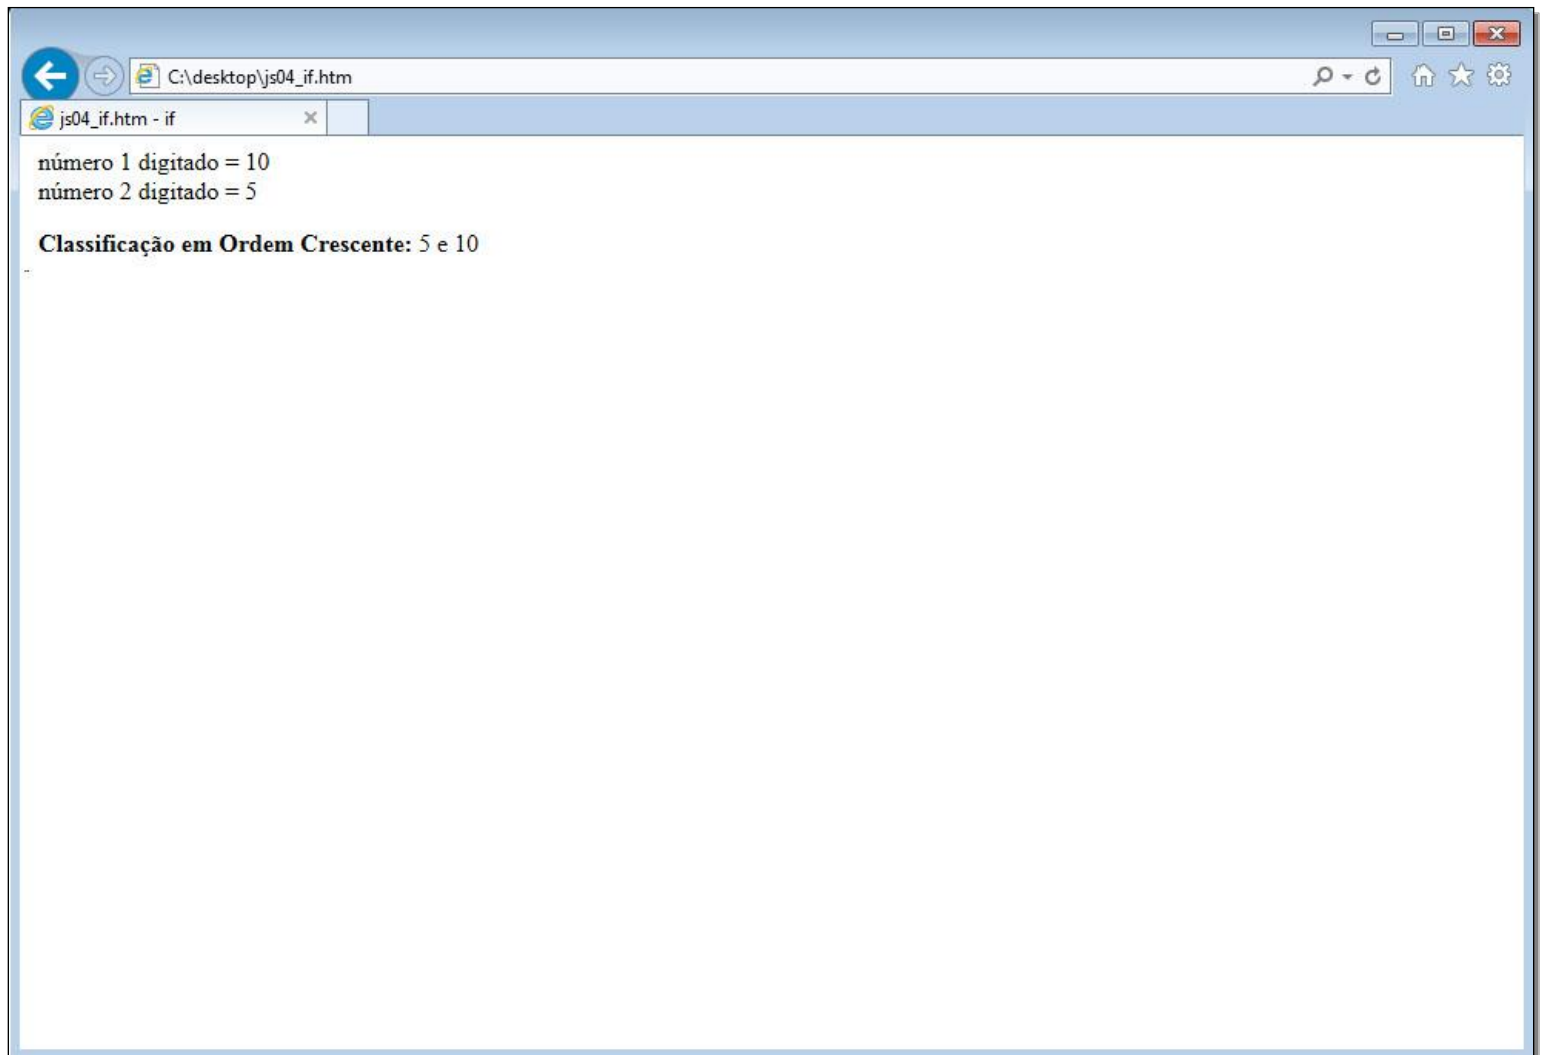 C:\desktop\js04_if.htm
js04_if.htm - if
número 1 digitado = 10
número 2 digitado = 5
Classificação em Ordem Crescente: 5 e 10